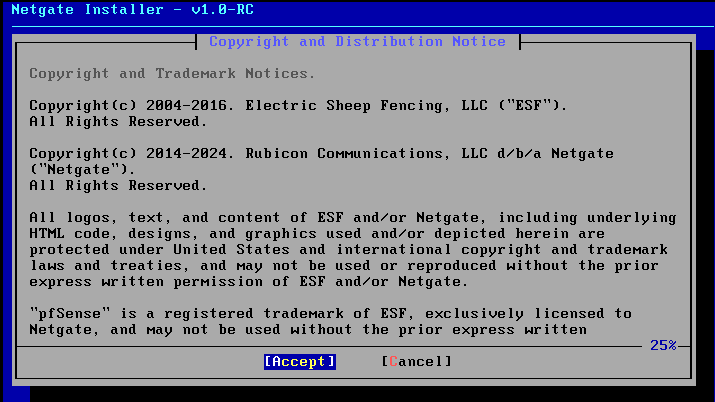 Netgate Installer - v1.0-RC
Copyright and Distribution Notice
Copyright and Trademark Notices.
Copyright(c) 2004-2016. Electric Sheep Fencing, LLC ("ESF").
All Rights Reserved.
Copyright(c) 2014-2024. Rubicon Communications, LLC d/b/a Netgate
("Netgate").
All Rights Reserved.
All logos, text, and content of ESF and/or Netgate, including underlying
HTML code, designs, and graphics used and/or depicted herein are
protected under United States and international copyright and trademark
laws and treaties, and may not be used or reproduced without the prior
express written permission of ESF and/or Netgate.
"pfSense" is a registered trademark of ESF, exclusively licensed to
Netgate, and may not be used without the prior express written
25%
[Accept] [Cancel]